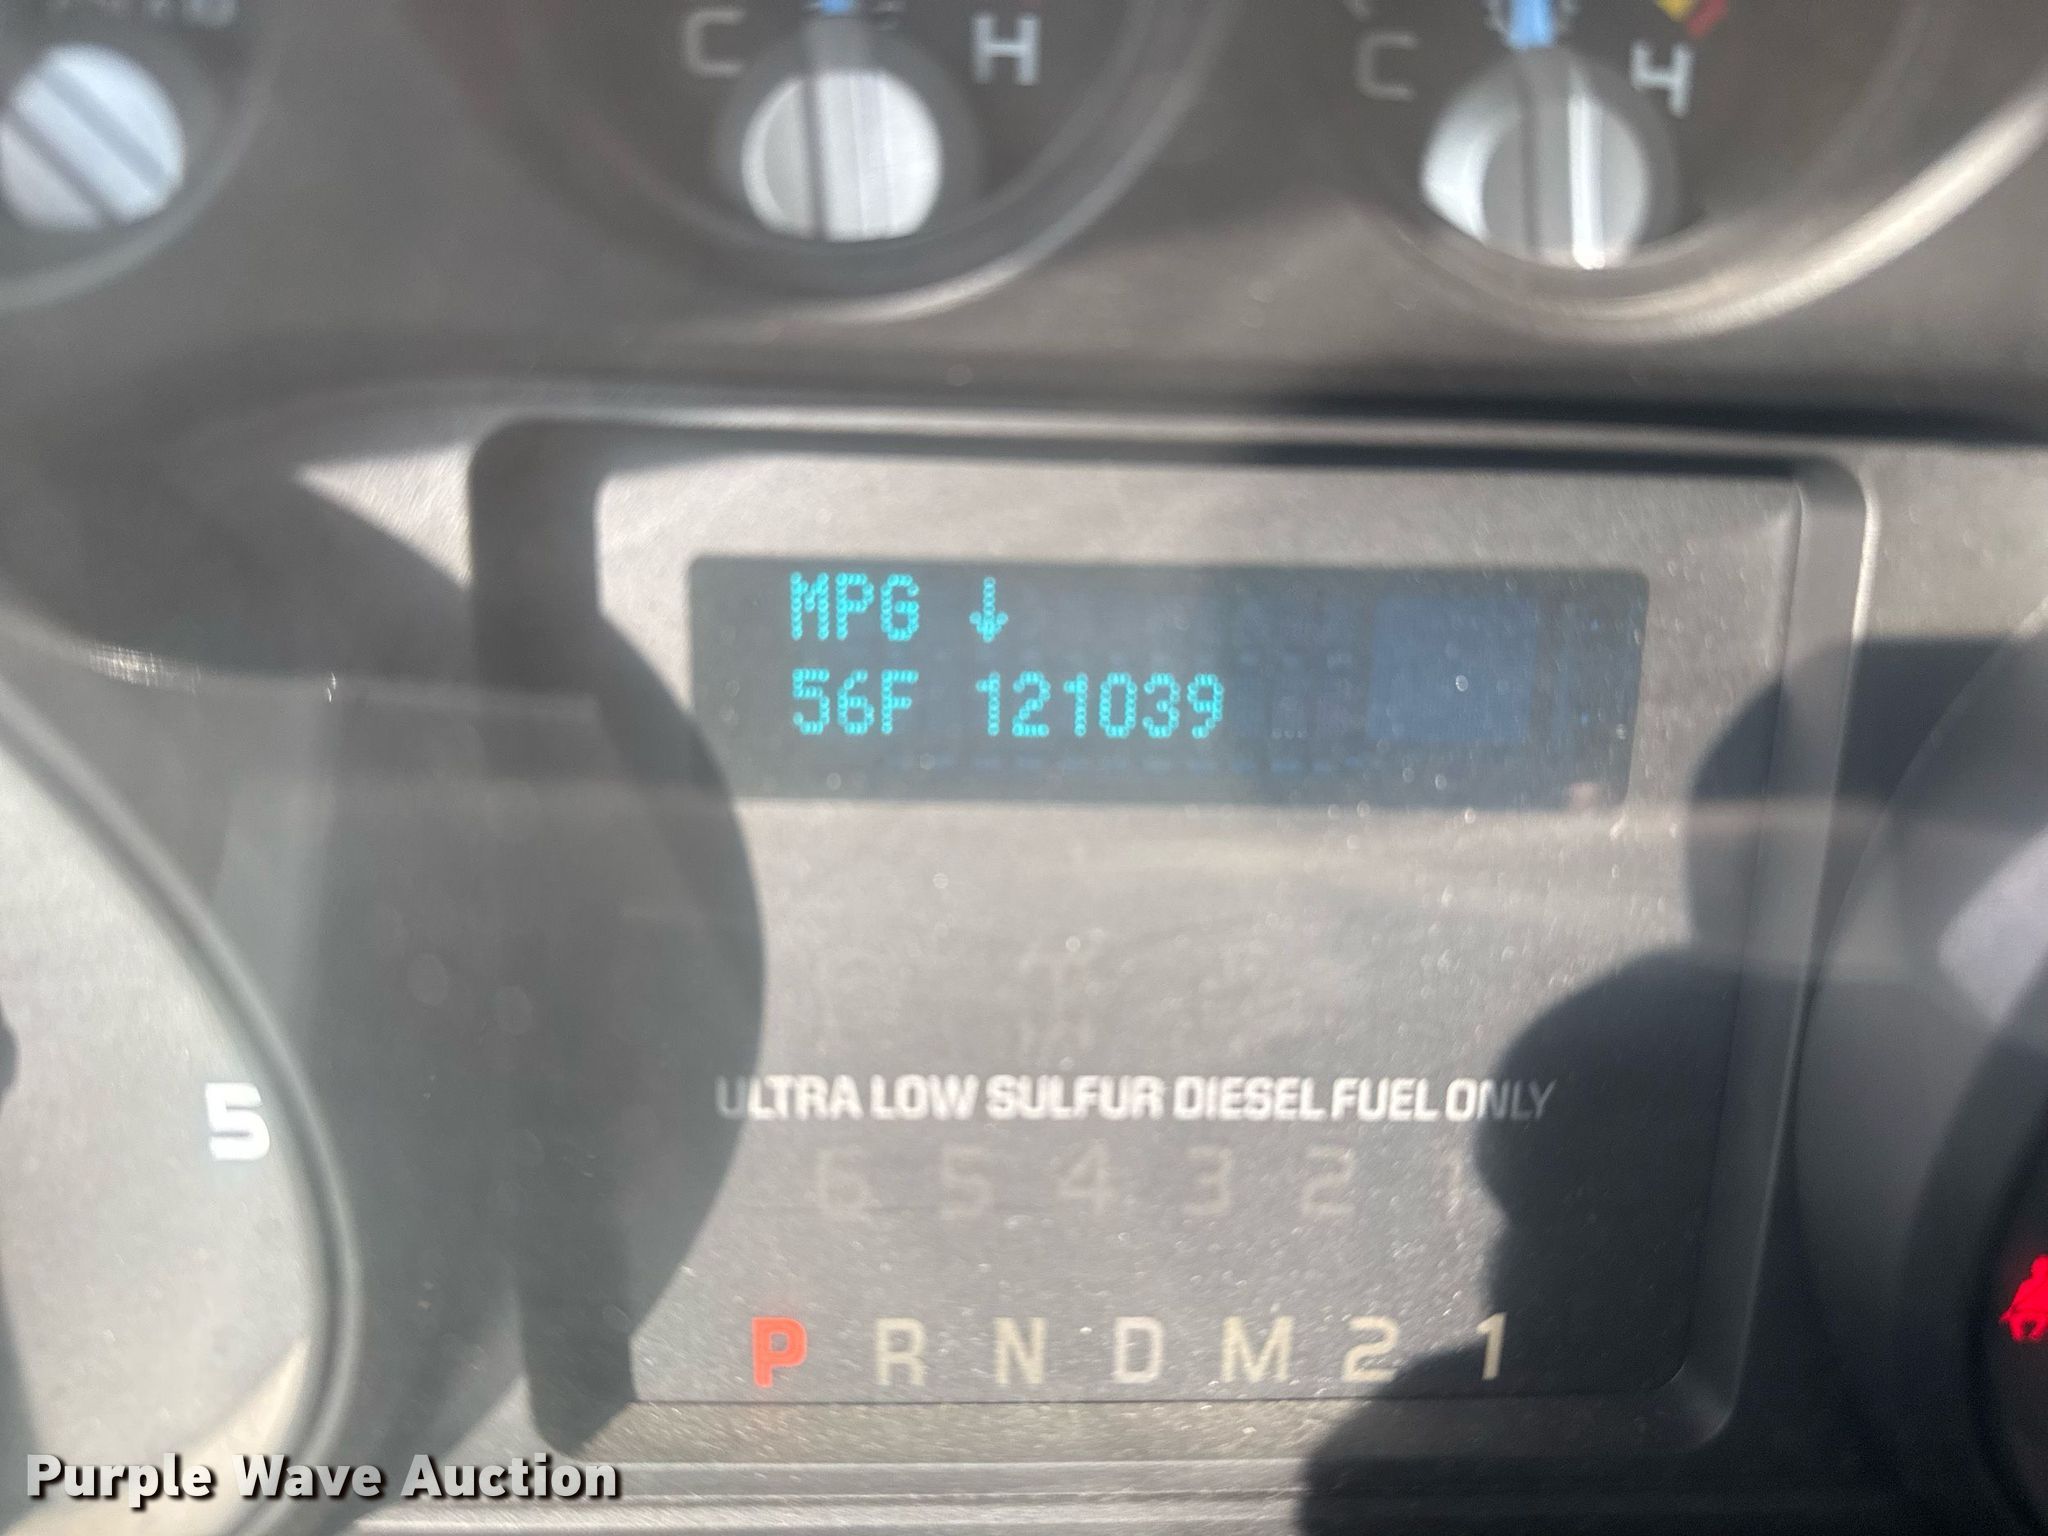 C H
C H
MPG ↓
56F 121039
5
ULTRA LOW SULFUR DIESEL FUEL ONLY
6 5 4 3 2 1
P R N D M 2 1
Purple Wave Auction